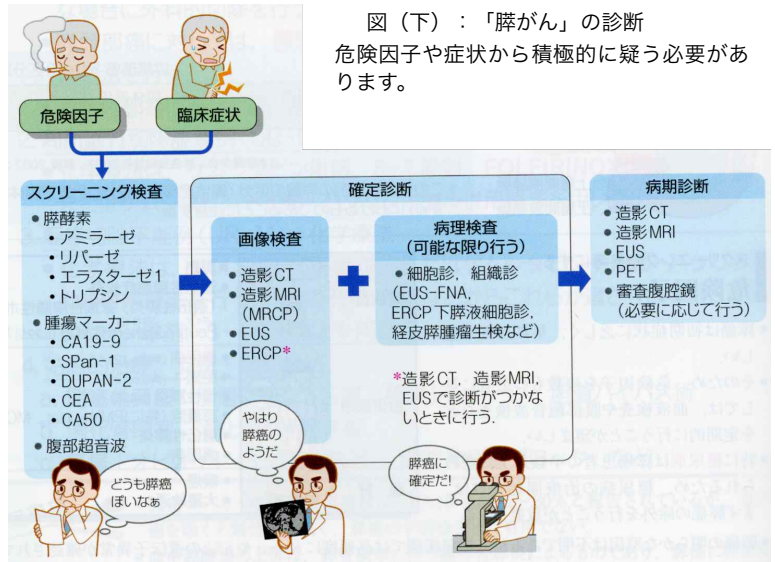 図（下）：「膵がん」の診断
危険因子や症状から積極的に疑う必要があ
ります。
危険因子
臨床症状
スクリーニング検査
●膵酵素
・アミラーゼ
・リパーゼ
・エラスターゼ1
・トリプシン
●腫瘍マーカー
・CA19-9
・SPan-1
・DUPAN-2
・CEA
・CA50
●腹部超音波
どうも膵癌
ぽいなぁ
確定診断
画像検査
●造影CT
●造影MRI
（MRCP）
●EUS
●ERCP*
やはり
膵癌の
ようだ
病理検査
（可能な限り行う）
●細胞診，組織診
（EUS-FNA，
ERCP下膵液細胞診，
経皮膵腫瘤生検など）
*造影CT，造影MRI，
EUSで診断がつかな
いときに行う．
膵癌に
確定だ！
病期診断
●造影CT
●造影MRI
●EUS
●PET
●審査腹腔鏡
（必要に応じて行う）